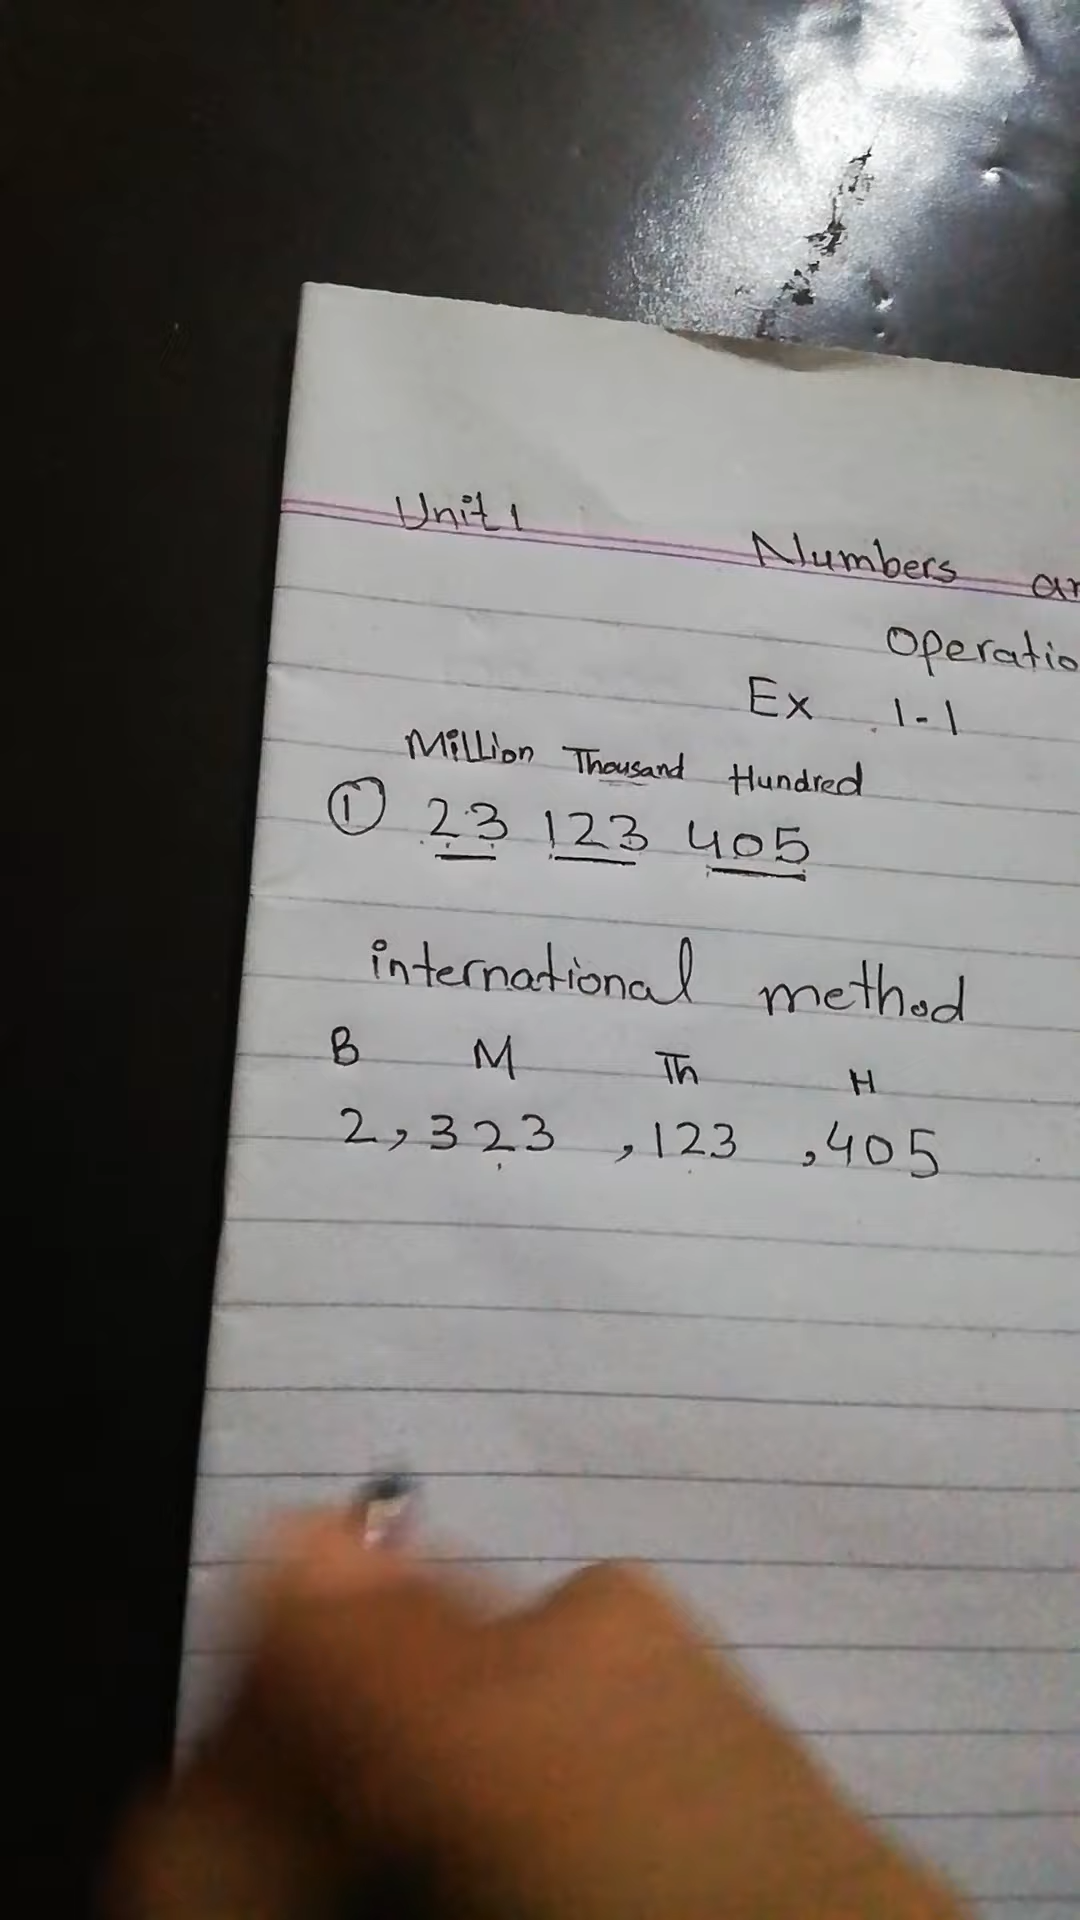 Unit 1 Numbers
Operatio
Ex 1-1
Million Thousand Hundred
① 23 123 405
international method
B M Th H
2,323,123,405